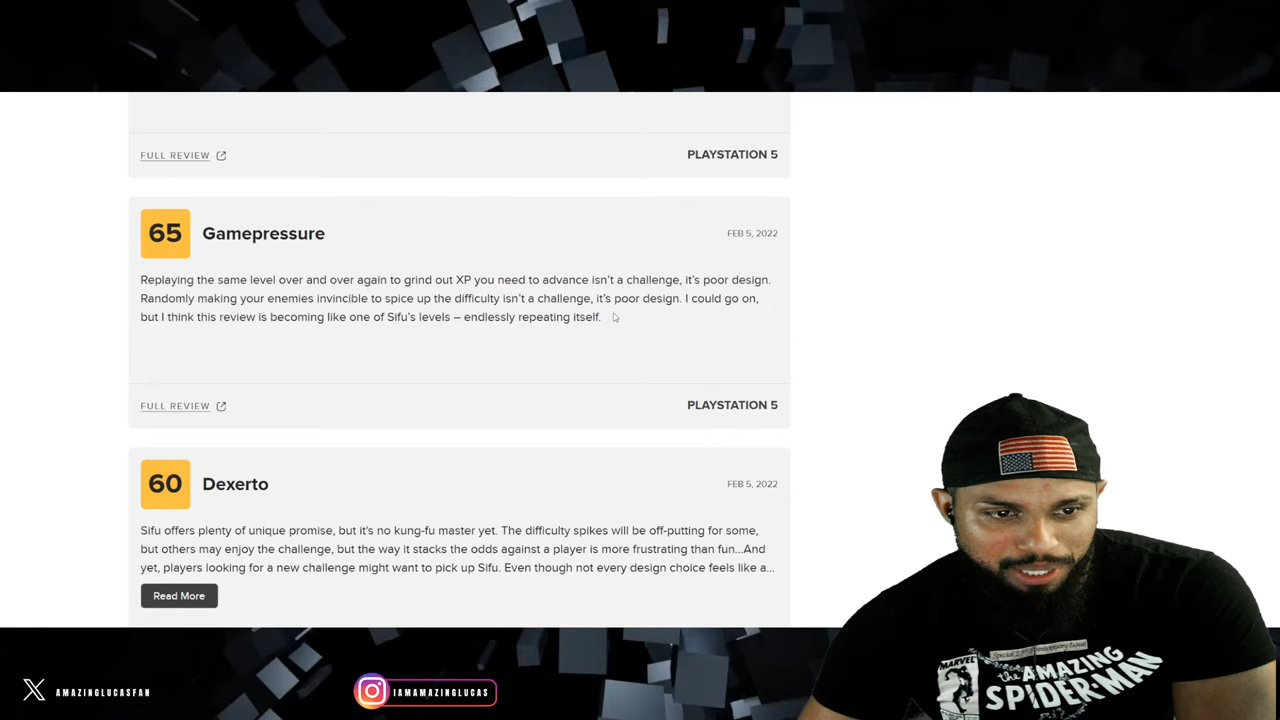 FULL REVIEW
PLAYSTATION 5
65
Gamepressure
FEB 5, 2022
Replaying the same level over and over again to grind out XP you need to advance isn't a challenge, it's poor design.
Randomly making your enemies invincible to spice up the difficulty isn't a challenge, it's poor design. I could go on,
but I think this review is becoming like one of Sifu's levels – endlessly repeating itself.
FULL REVIEW
PLAYSTATION 5
60
Dexerto
FEB 5, 2022
Sifu offers plenty of unique promise, but it's no kung-fu master yet. The difficulty spikes will be off-putting for some,
but others may enjoy the challenge, but the way it stacks the odds against a player is more frustrating than fun...And
yet, players looking for a new challenge might want to pick up Sifu. Even though not every design choice feels like a...
Read More
MARVEL
the AMAZING
SPIDER-MAN
AMAZINGLUCASFAN
IAMAMAZINGLUCAS